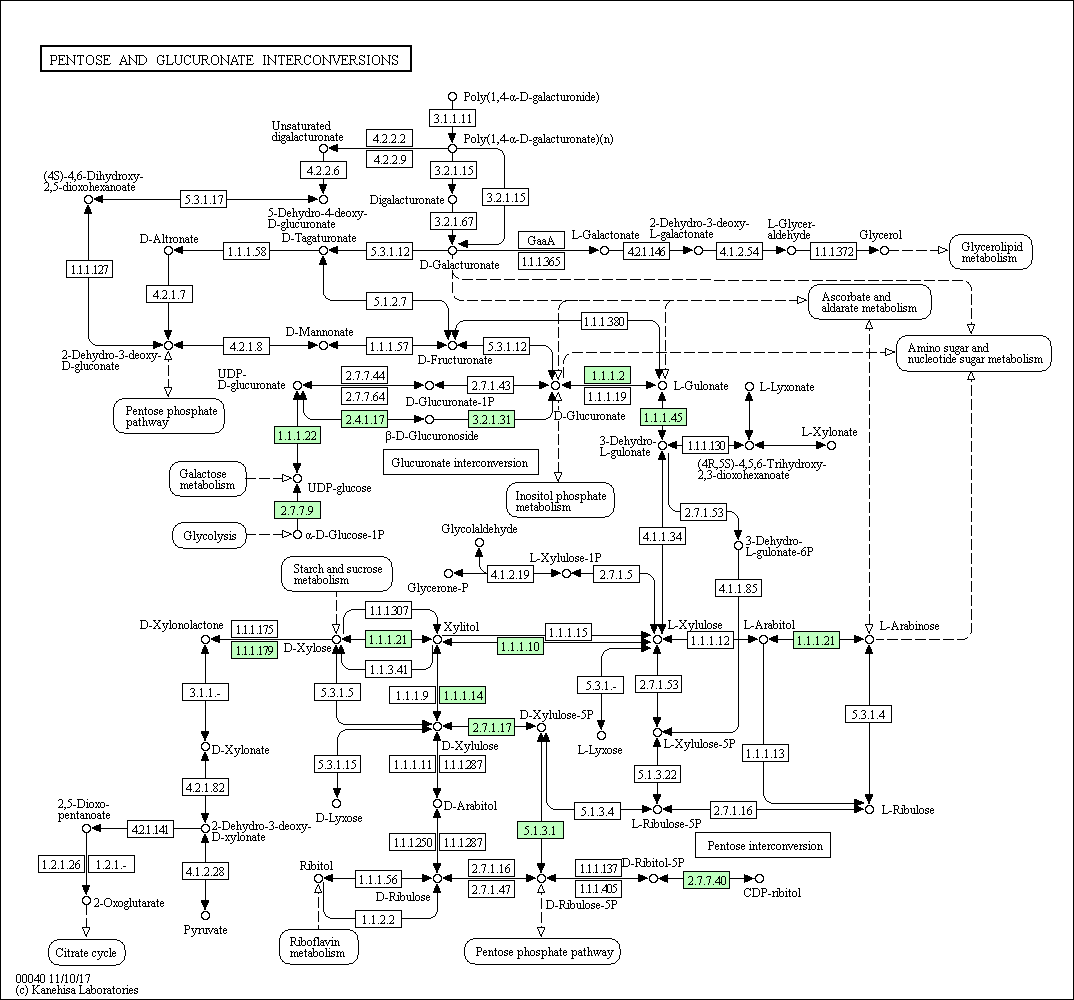 PENTOSE AND GLUCURONATE INTERCONVERSIONS
Poly(1,4-α-D-galacturonide)
3.1.1.11
Unsaturated
digalacturonate
4.2.2.2
Poly(1,4-α-D-galacturonate)(n)
4.2.2.9
4.2.2.6
3.2.1.15
(4S)-4,6-Dihydroxy-
2,5-dioxohexanoate
5.3.1.17
Digalacturonate
3.2.1.15
5-Dehydro-4-deoxy-
D-glucuronate
3.2.1.67
D-Altronate
D-Tagaturonate
1.1.1.58
5.3.1.12
D-Galacturonate
GaaA
1.1.1365
L-Galactonate
4.2.1.146
2-Dehydro-3-deoxy-
L-galactonate
4.1.2.54
L-Glycer-
aldehyde
1.1.1372
Glycerol
Glycerolipid
metabolism
1.1.1.127
4.2.1.7
5.1.2.7
Ascorbate and
aldarate metabolism
1.1.1.380
D-Mannonate
2-Dehydro-3-deoxy-
D-gluconate
4.2.1.8
1.1.1.57
D-Fructuronate
5.3.1.12
Amino sugar and
nucleotide sugar metabolism
UDP-
D-glucuronate
2.7.7.44
2.7.7.64
D-Glucuronate-1P
2.7.1.43
1.1.1.2
1.1.1.19
L-Gulonate
L-Lyxonate
Pentose phosphate
pathway
2.4.1.17
3.2.1.31
D-Glucuronate
1.1.1.45
1.1.1.22
β-D-Glucuronoside
3-Dehydro-
L-gulonate
1.1.1.130
L-Xylonate
(4R,5S)-4,5,6-Trihydroxy-
2,3-dioxohexanoate
Glucuronate interconversion
Galactose
metabolism
UDP-glucose
Inositol phosphate
metabolism
2.7.7.9
2.7.1.53
Glycolysis
α-D-Glucose-1P
Glycolaldehyde
4.1.1.34
3-Dehydro-
L-gulonate-6P
Starch and sucrose
metabolism
L-Xylulose-1P
Glycerone-P
4.1.2.19
2.7.1.5
4.1.1.85
1.1.1307
D-Xylonolactone
1.1.1.175
1.1.1.179
D-Xylose
1.1.1.21
Xylitol
1.1.1.15
1.1.1.10
L-Xylulose
1.1.1.12
L-Arabitol
1.1.1.21
L-Arabinose
1.1.3.41
3.1.1.-
5.3.1.5
1.1.1.9
1.1.1.14
5.3.1.-
2.7.1.53
5.3.1.4
2.7.1.17
D-Xylulose-5P
D-Xylonate
D-Xylulose
L-Lyxose
L-Xylulose-5P
1.1.1.13
5.3.1.15
1.1.1.11
1.1.1287
5.1.3.22
4.2.1.82
D-Lyxose
D-Arabitol
2,5-Dioxo-
pentanoate
4.2.1.141
2-Dehydro-3-deoxy-
D-xylonate
5.1.3.4
L-Ribulose-5P
2.7.1.16
L-Ribulose
5.1.3.1
1.1.1250
1.1.1287
Pentose interconversion
1.2.1.26
1.2.1.-
4.1.2.28
Ribitol
1.1.1.56
D-Ribulose
2.7.1.16
2.7.1.47
D-Ribulose-5P
1.1.1.137
1.1.1.405
D-Ribitol-5P
2.7.7.40
CDP-ribitol
2-Oxoglutarate
1.1.2.2
Pyruvate
Citrate cycle
Riboflavin
metabolism
Pentose phosphate pathway
00040 11/10/17
(c) Kanehisa Laboratories